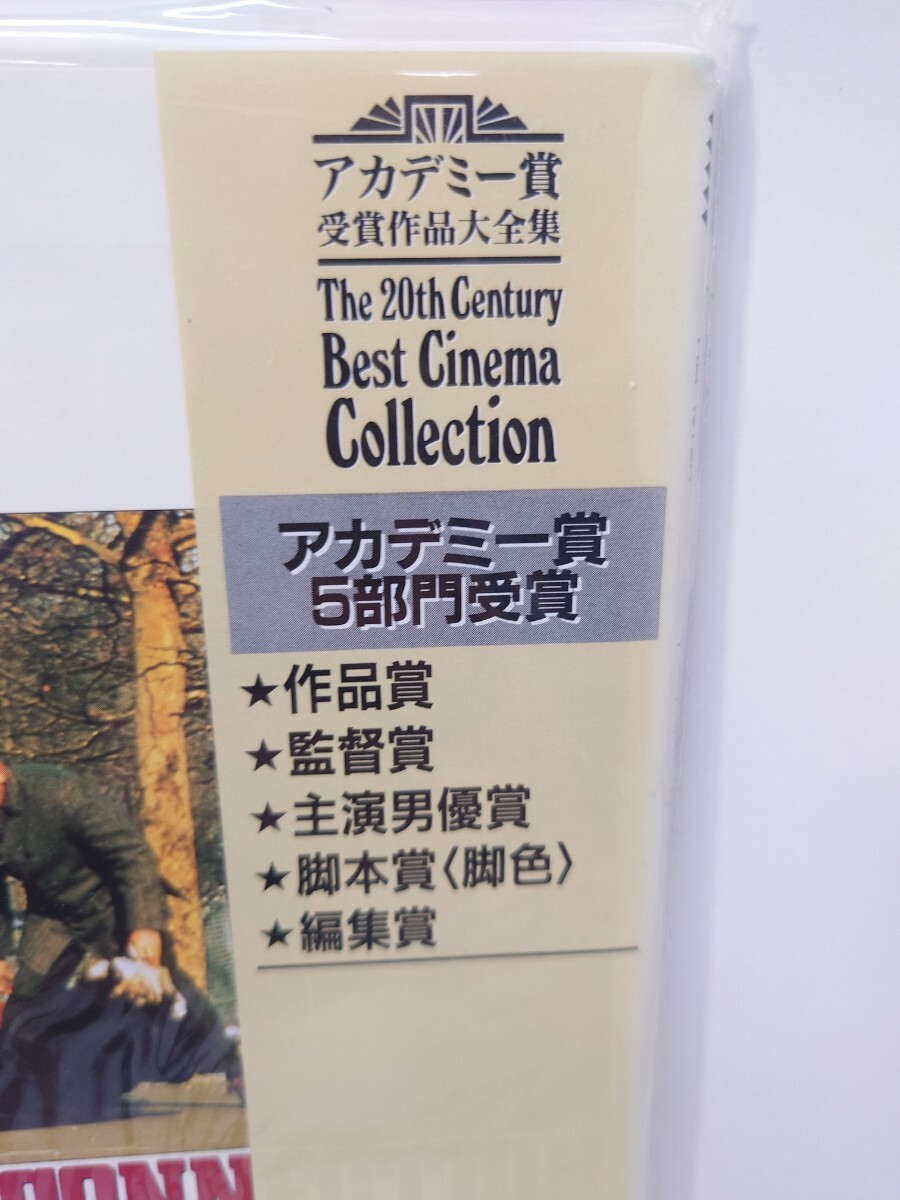 アカデミー賞
受賞作品大全集
The 20th Century
Best Cinema
Collection
アカデミー賞
5部門受賞
★作品賞
★監督賞
★主演男優賞
★脚本賞〈脚色〉
★編集賞
CONN